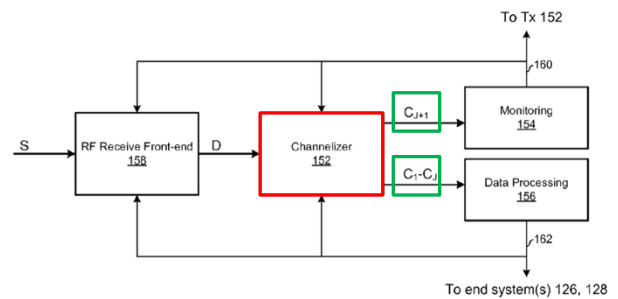 To Tx 152
160
S
RF Receive Front-end
158
D
Channelizer
152
CJ+1
Monitoring
154
C1-CJ
Data Processing
156
162
To end system(s) 126, 128